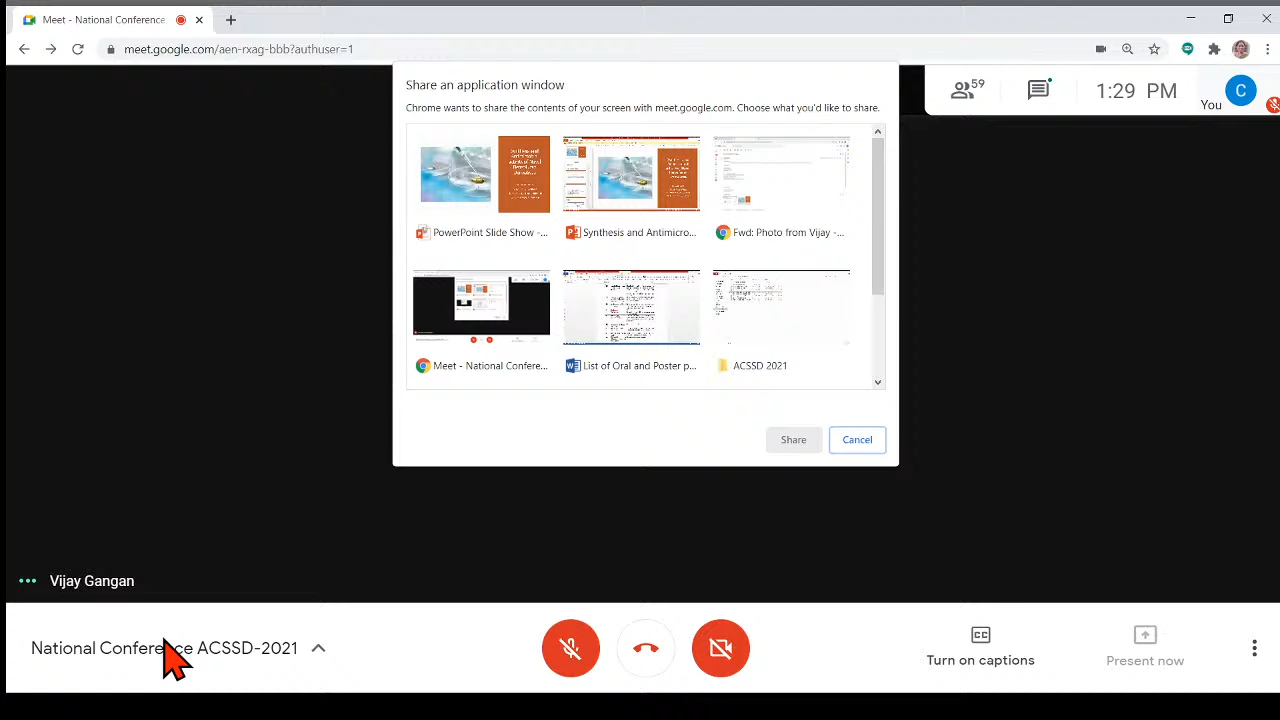 Meet - National Conference
meet.google.com/aen-rxag-bbb?authuser=1
Share an application window
Chrome wants to share the contents of your screen with meet.google.com. Choose what you'd like to share.
59
1:29 PM
You
C
PowerPoint Slide Show -...
Synthesis and Antimicro...
Fwd: Photo from Vijay -...
Meet - National Confere...
List of Oral and Poster p...
ACSSD 2021
Share
Cancel
Vijay Gangan
National Conference ACSSD-2021
CC
Turn on captions
Present now